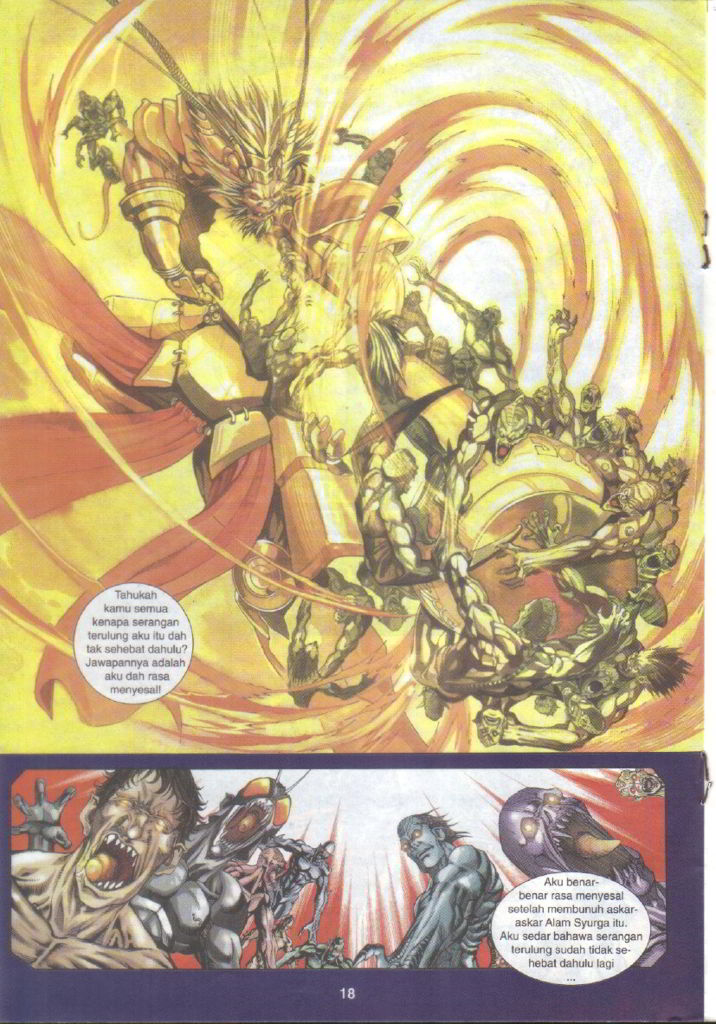 Tahukah
kamu semua
kenapa serangan
terulung aku itu dah
tak sehebat dahulu?
Jawapannya adalah
aku dah rasa
menyesal!
Aku benar-
benar rasa menyesal
setelah membunuh askar-
askar Alam Syurga itu.
Aku sedar bahawa serangan
terulung sudah tidak se-
hebat dahulu lagi
...
18